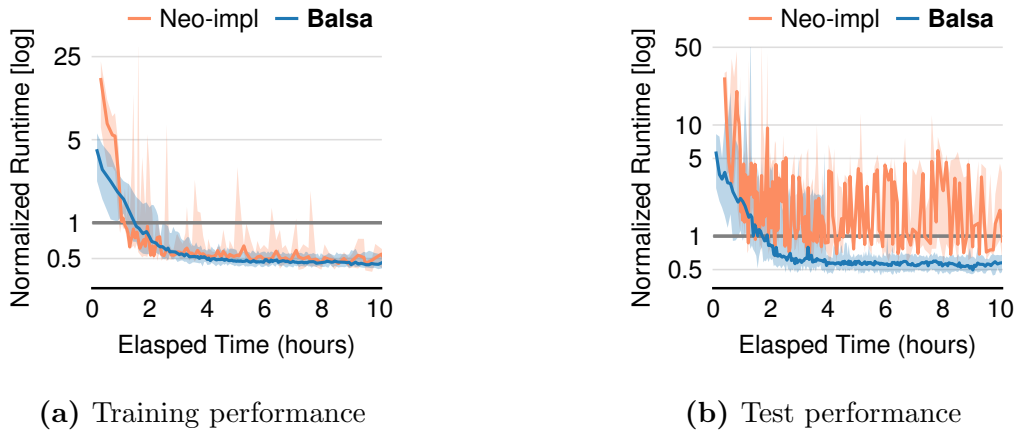 Neo-impl Balsa
Normalized Runtime [log]
25
5
1
0.5
0 2 4 6 8 10
Elasped Time (hours)
(a) Training performance
Neo-impl Balsa
Normalized Runtime [log]
50
10
5
1
0.5
0 2 4 6 8 10
Elasped Time (hours)
(b) Test performance